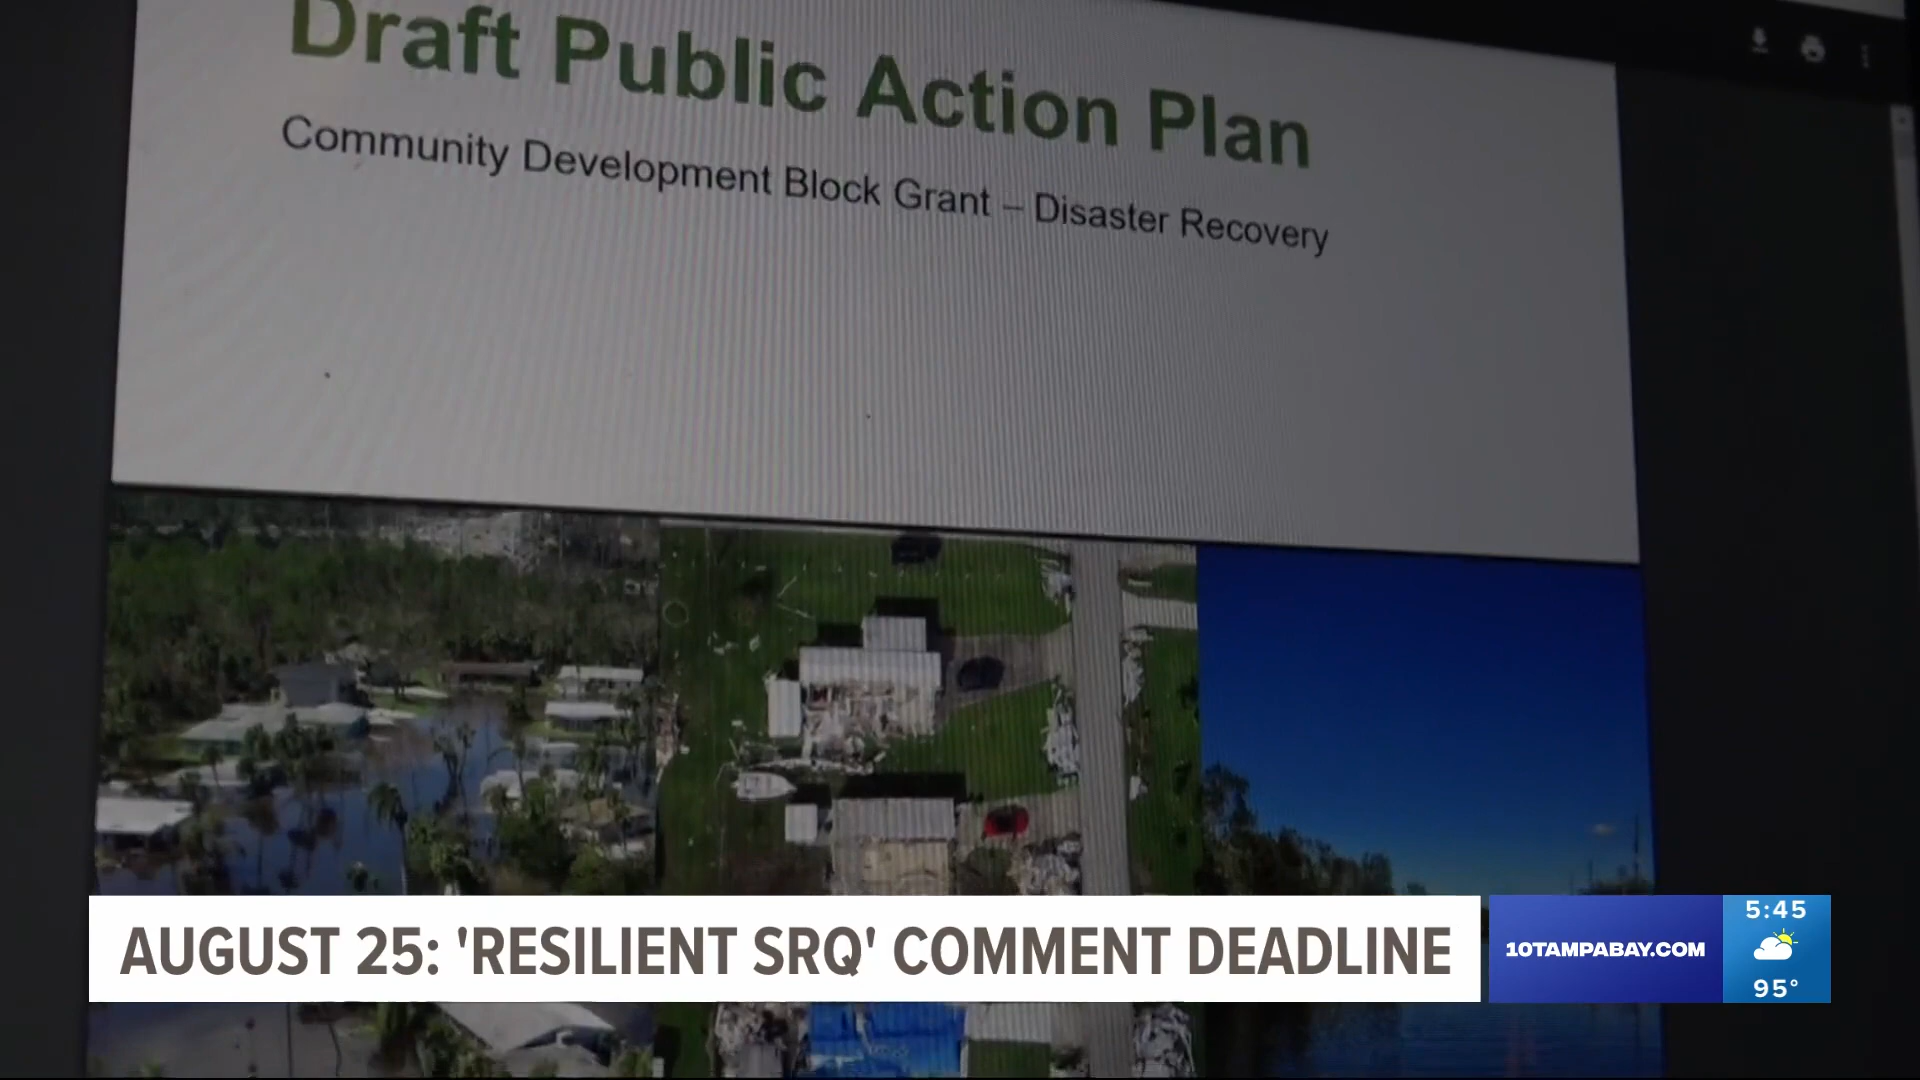 Draft Public Action Plan
Community Development Block Grant – Disaster Recovery
AUGUST 25: 'RESILIENT SRQ' COMMENT DEADLINE
10TAMPABAY.COM
5:45
95°